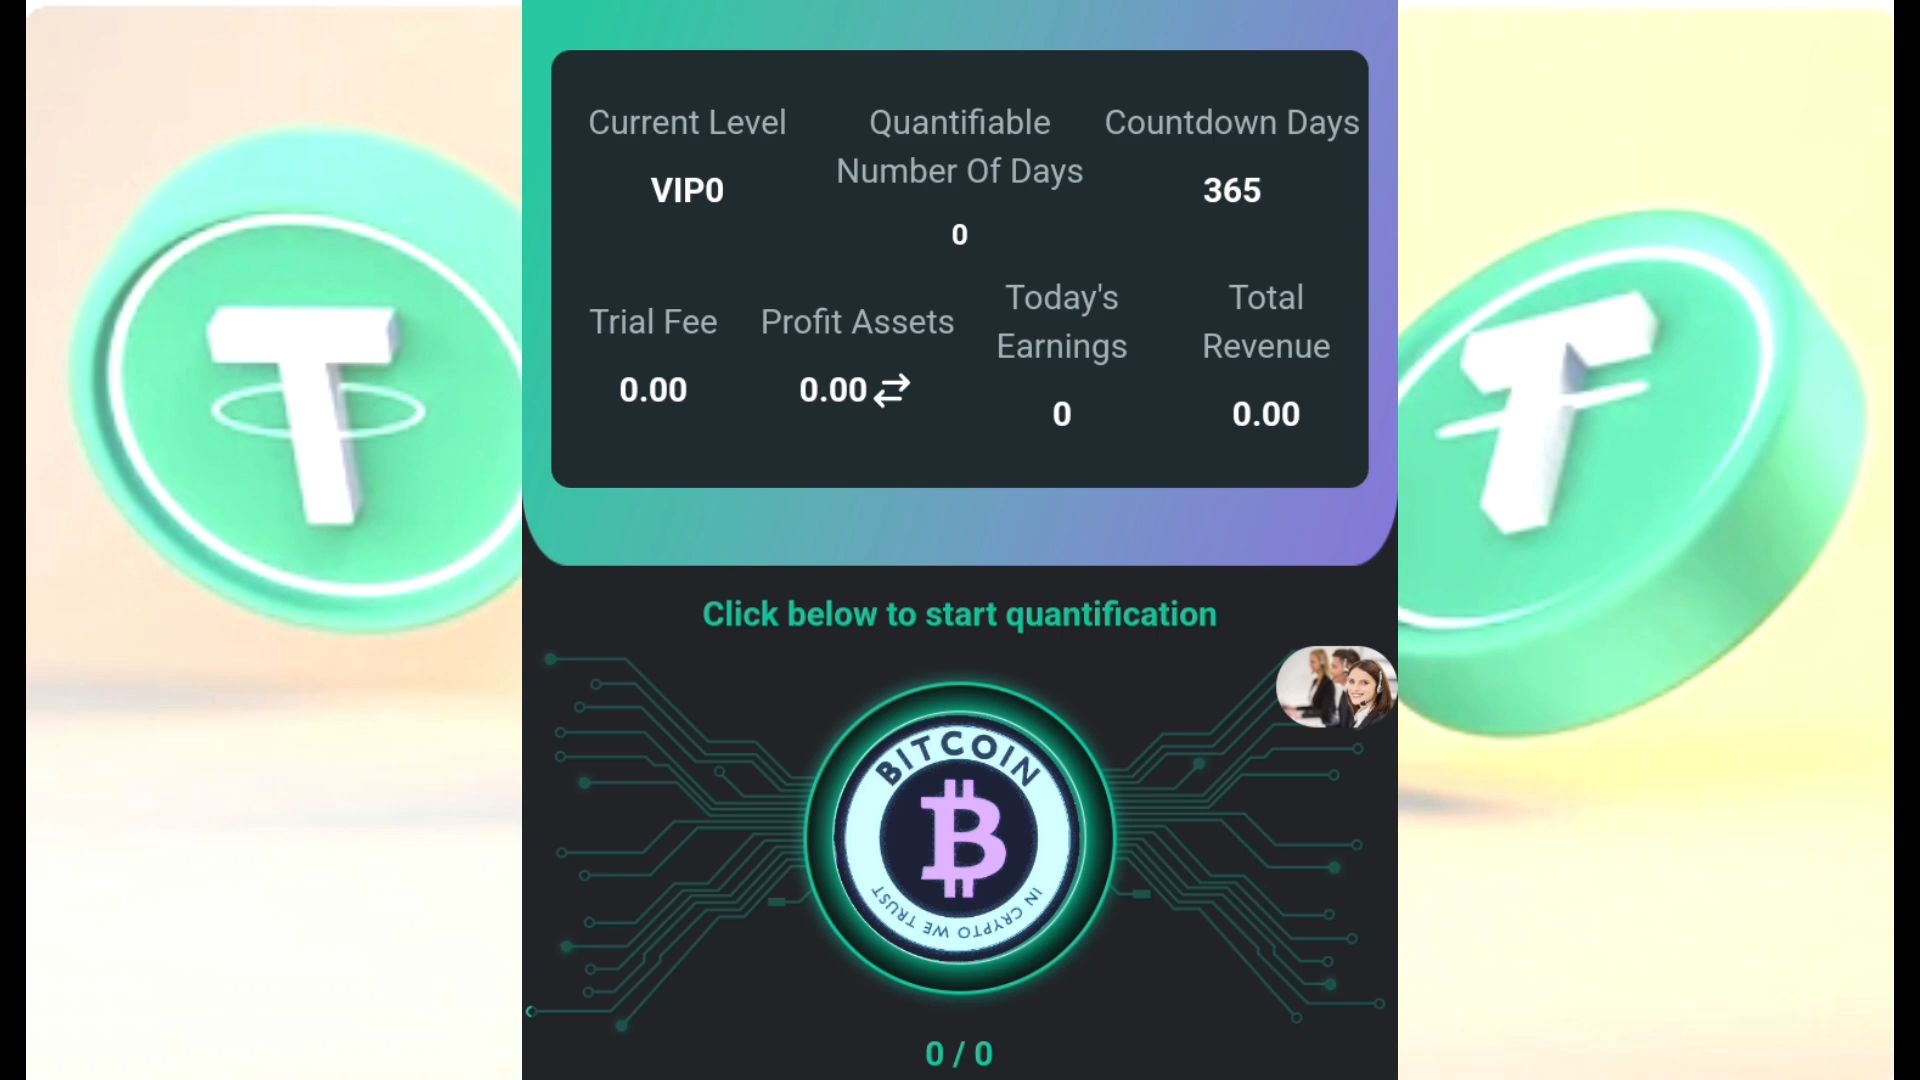 Current Level
Quantifiable
Number Of Days
Countdown Days
VIP0
0
365
Trial Fee
Profit Assets
Today's
Earnings
Total
Revenue
0.00
0.00
0
0.00
Click below to start quantification
BITCOIN
IN CRYPTO WE TRUST
0 / 0